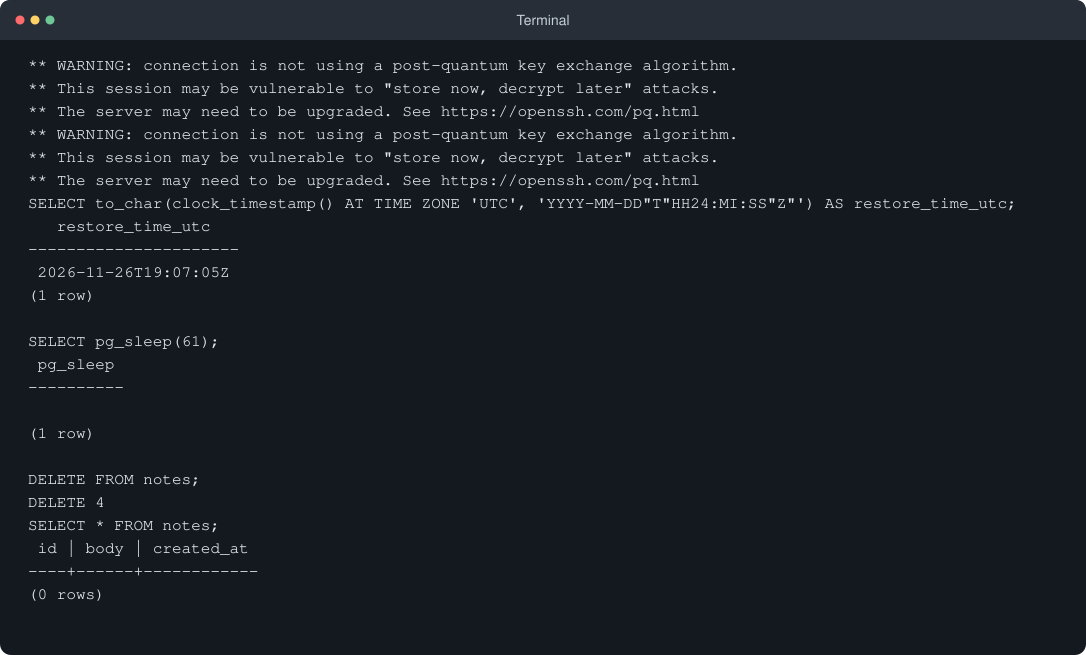 Terminal
** WARNING: connection is not using a post-quantum key exchange algorithm.
** This session may be vulnerable to "store now, decrypt later" attacks.
** The server may need to be upgraded. See https://openssh.com/pq.html
** WARNING: connection is not using a post-quantum key exchange algorithm.
** This session may be vulnerable to "store now, decrypt later" attacks.
** The server may need to be upgraded. See https://openssh.com/pq.html
SELECT to_char(clock_timestamp() AT TIME ZONE 'UTC', 'YYYY-MM-DD"T"HH24:MI:SS"Z"') AS restore_time_utc;
   restore_time_utc
----------------------
 2026-11-26T19:07:05Z
(1 row)

SELECT pg_sleep(61);
 pg_sleep
----------

(1 row)

DELETE FROM notes;
DELETE 4
SELECT * FROM notes;
 id | body | created_at
----+------+------------
(0 rows)